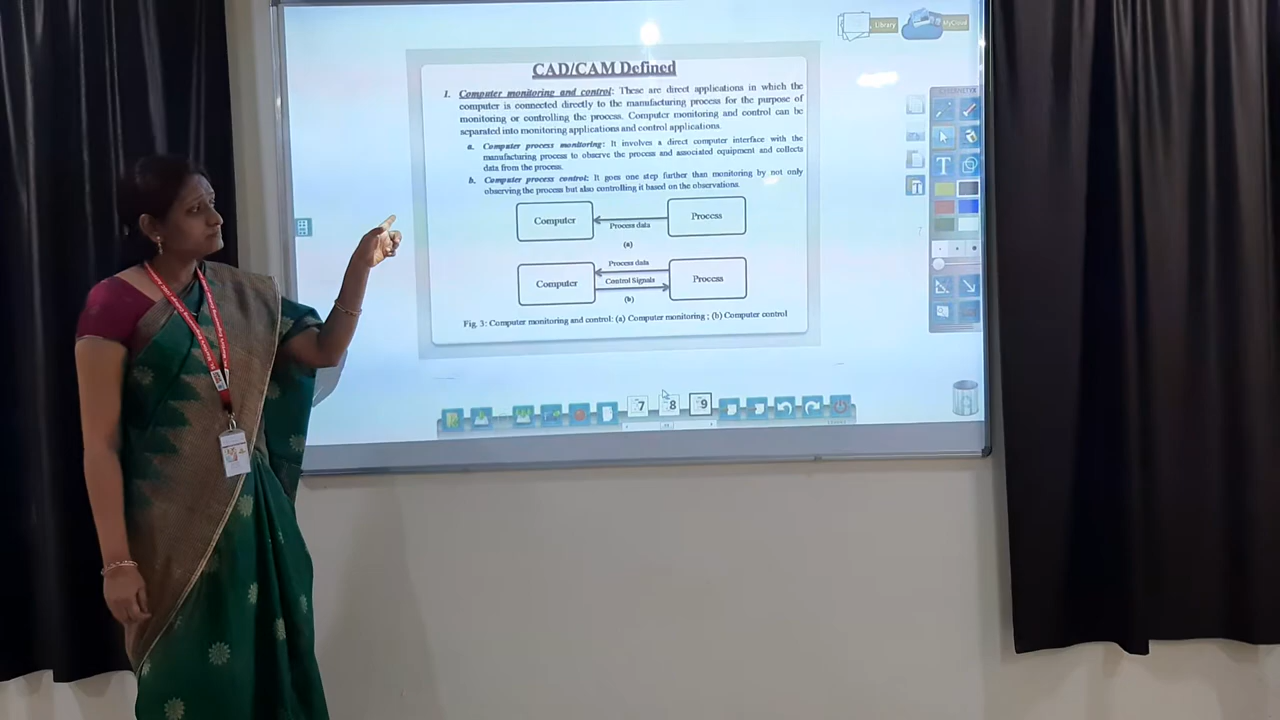 Library
MyCloud
CAD/CAM Defined
1. Computer monitoring and control: These are direct applications in which the
computer is connected directly to the manufacturing process for the purpose of
monitoring or controlling the process. Computer monitoring and control can be
separated into monitoring applications and control applications.
a. Computer process monitoring: It involves a direct computer interface with the
manufacturing process to observe the process and associated equipment and collects
data from the process.
b. Computer process control: It goes one step further than monitoring by not only
observing the process but also controlling it based on the observations.
Computer
Process data
Process
(a)
Process data
Computer
Control Signals
Process
(b)
Fig. 3: Computer monitoring and control: (a) Computer monitoring ; (b) Computer control
T
7
7
8
9